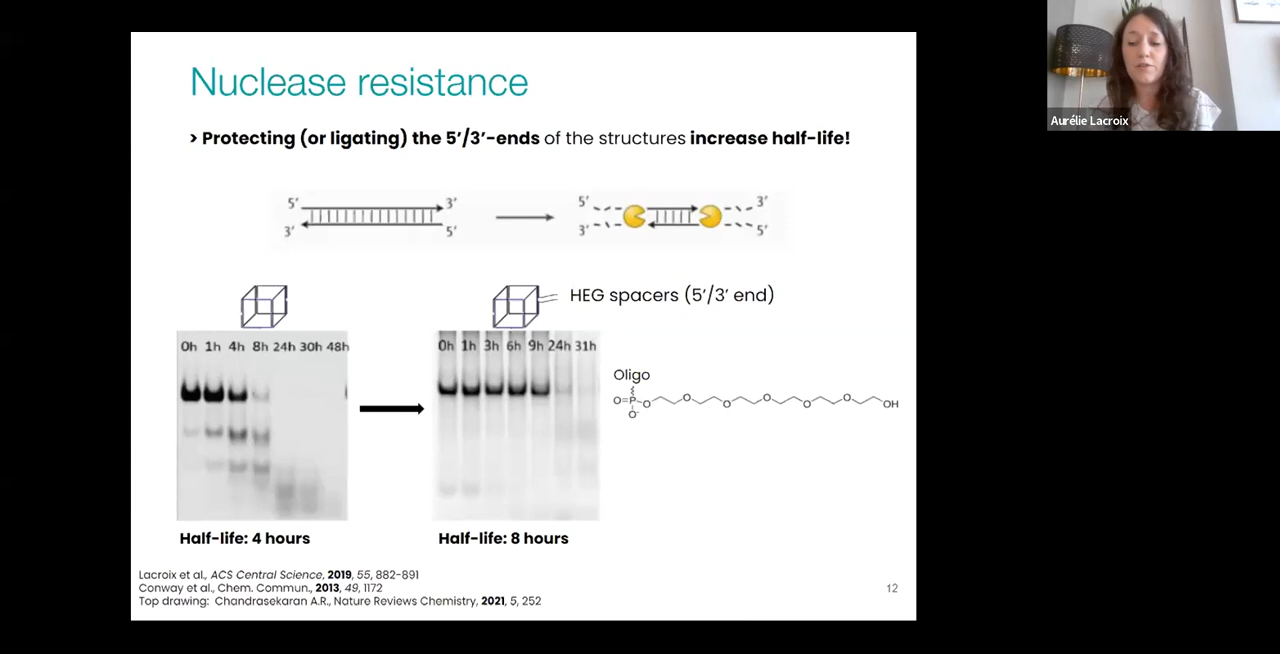 Nuclease resistance
> Protecting (or ligating) the 5'/3'-ends of the structures increase half-life!
5' 3' 5' 3'
3' 5' 3' 5'
HEG spacers (5'/3' end)
0h 1h 4h 8h 24h 30h 48h
0h 1h 3h 6h 9h 24h 31h
Oligo
O=P-O O O O O O OH
O-
Half-life: 4 hours
Half-life: 8 hours
Lacroix et al., ACS Central Science, 2019, 55, 882-891
Conway et al., Chem. Commun., 2013, 49, 1172
Top drawing: Chandrasekaran A.R., Nature Reviews Chemistry, 2021, 5, 252
12
Aurélie Lacroix